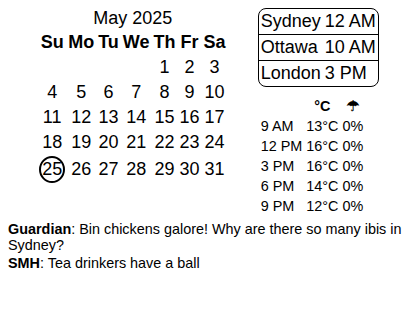 May 2025
Su Mo Tu We Th Fr Sa
1 2 3
4 5 6 7 8 9 10
11 12 13 14 15 16 17
18 19 20 21 22 23 24
25 26 27 28 29 30 31
Sydney 12 AM
Ottawa 10 AM
London 3 PM
°C ☂
9 AM 13°C 0%
12 PM 16°C 0%
3 PM 16°C 0%
6 PM 14°C 0%
9 PM 12°C 0%
Guardian: Bin chickens galore! Why are there so many ibis in
Sydney?
SMH: Tea drinkers have a ball